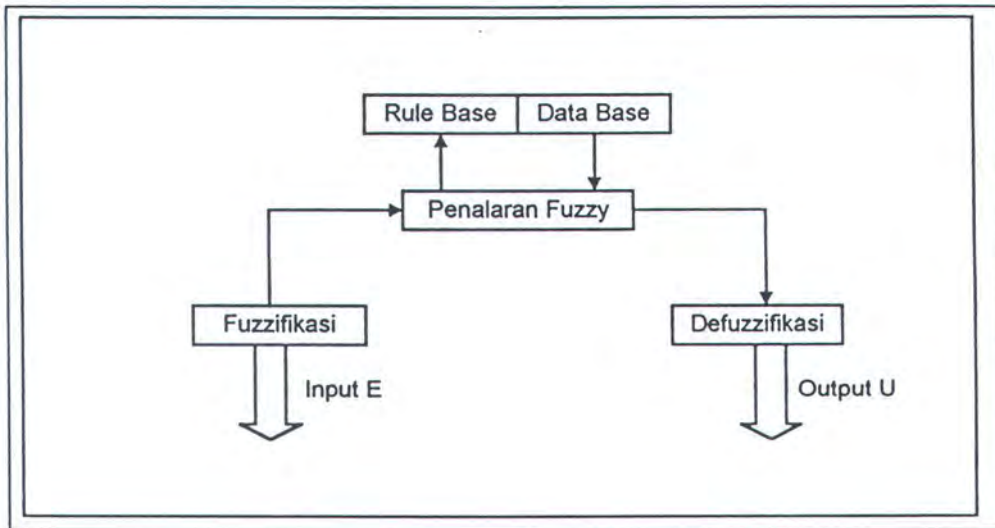 Rule Base Data Base
Penalaran Fuzzy
Fuzzifikasi Defuzzifikasi
Input E Output U